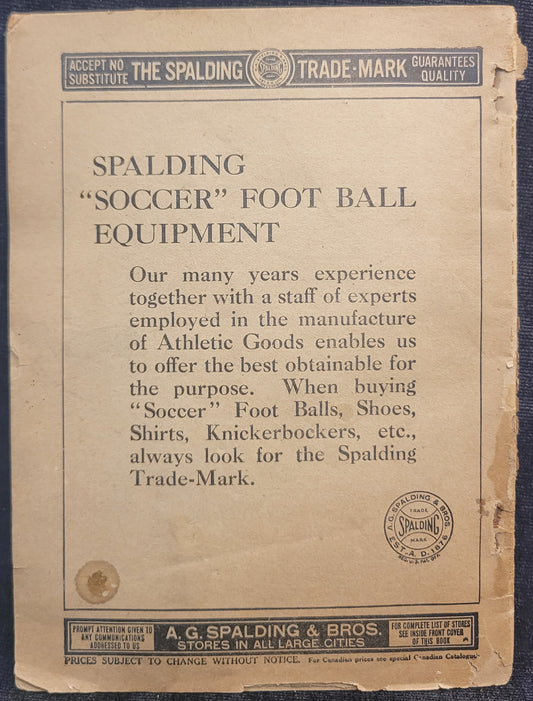 ACCEPT NO
SUBSTITUTE
THE SPALDING
SPALDING
TRADE-MARK
GUARANTEES
QUALITY
SPALDING
"SOCCER" FOOT BALL
EQUIPMENT
Our many years experience
together with a staff of experts
employed in the manufacture
of Athletic Goods enables us
to offer the best obtainable for
the purpose. When buying
"Soccer" Foot Balls, Shoes,
Shirts, Knickerbockers, etc.,
always look for the Spalding
Trade-Mark.
A.G. SPALDING & BROS.
TRADE
SPALDING
MARK
EST-A. D. 1876
REG. U.S. PAT. OFF.
PROMPT ATTENTION GIVEN TO
ANY COMMUNICATIONS
ADDRESSED TO US
A. G. SPALDING & BROS.
STORES IN ALL LARGE CITIES
FOR COMPLETE LIST OF STORES
SEE INSIDE FRONT COVER
OF THIS BOOK
PRICES SUBJECT TO CHANGE WITHOUT NOTICE. For Canadian prices see special Canadian Catalogue